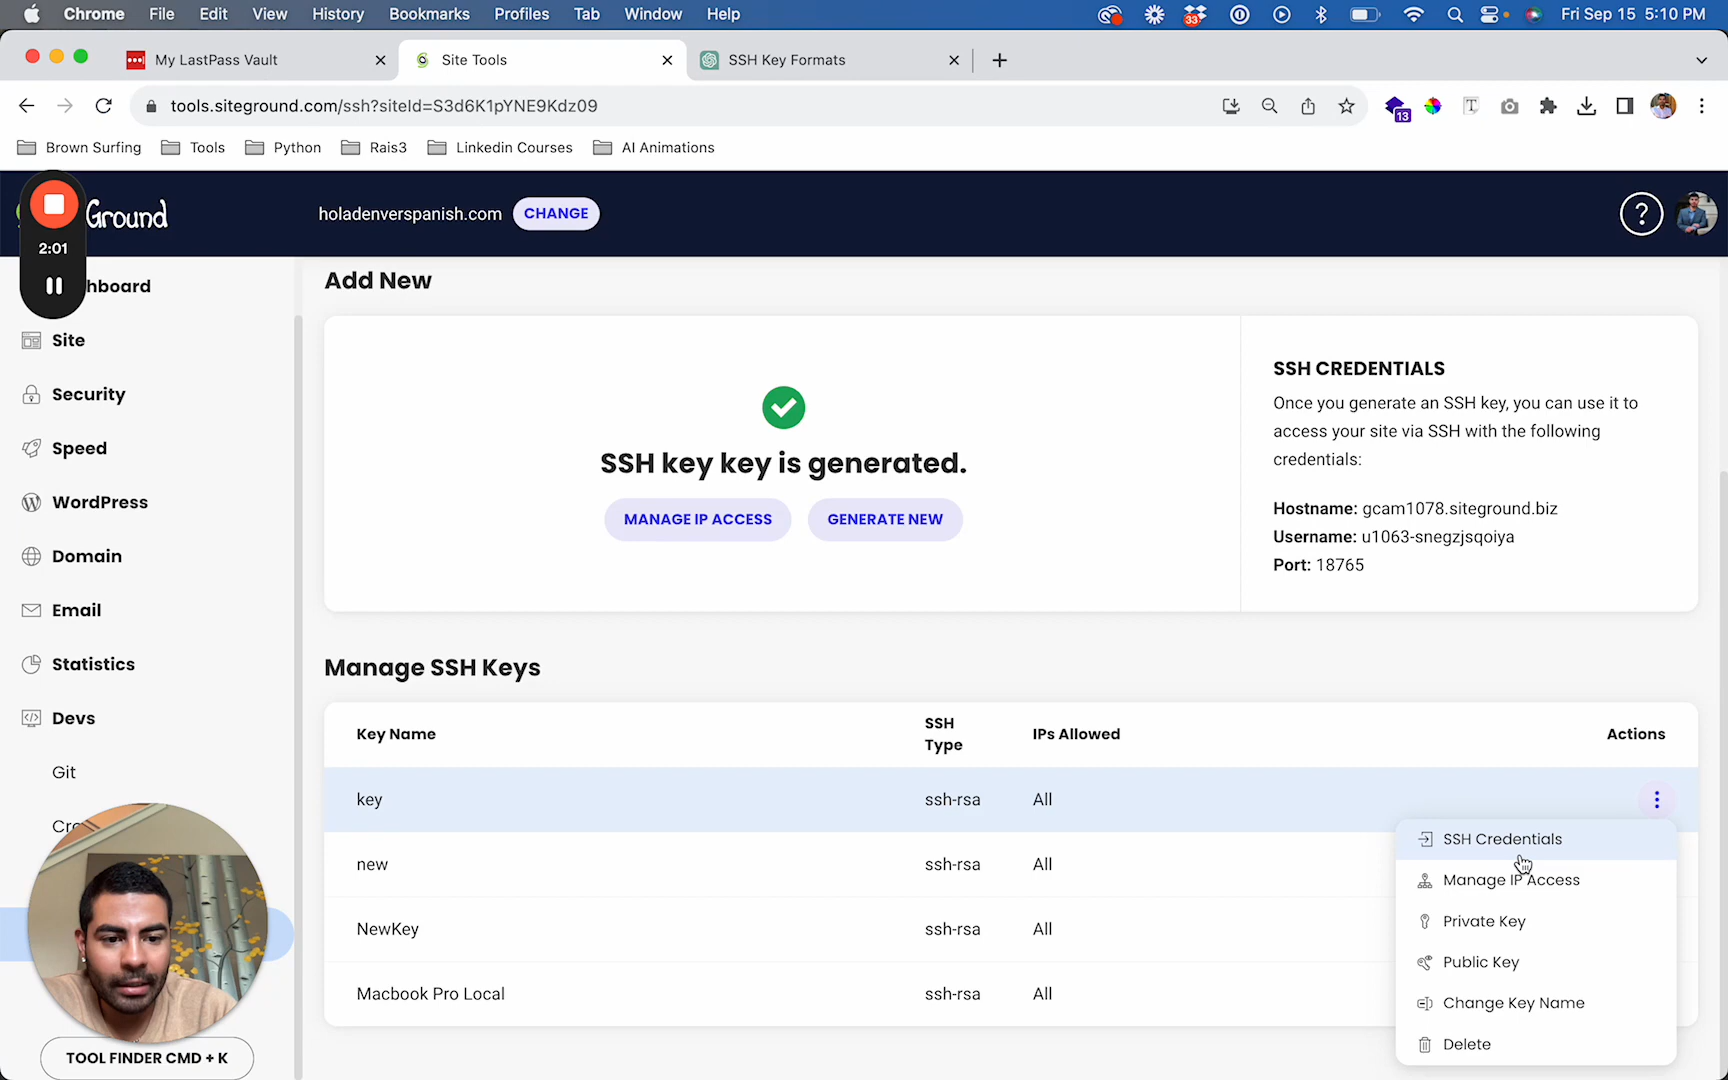 Chrome File Edit View History Bookmarks Profiles Tab Window Help 33 Fri Sep 15 5:10 PM
My LastPass Vault
Site Tools
SSH Key Formats
tools.siteground.com/ssh?siteId=S3d6K1pYNE9Kdz09
13
Brown Surfing Tools Python Rais3 Linkedin Courses AI Animations
Ground
holadenverspanish.com CHANGE
?
2:01
hboard
Site
Security
Speed
WordPress
Domain
Email
Statistics
Devs
Git
Cro
TOOL FINDER CMD + K
Add New
SSH key key is generated.
MANAGE IP ACCESS GENERATE NEW
SSH CREDENTIALS
Once you generate an SSH key, you can use it to
access your site via SSH with the following
credentials:
Hostname: gcam1078.siteground.biz
Username: u1063-snegzjsqoiya
Port: 18765
Manage SSH Keys
Key Name SSH Type IPs Allowed Actions
key ssh-rsa All
new ssh-rsa All
NewKey ssh-rsa All
Macbook Pro Local ssh-rsa All
SSH Credentials
Manage IP Access
Private Key
Public Key
Change Key Name
Delete